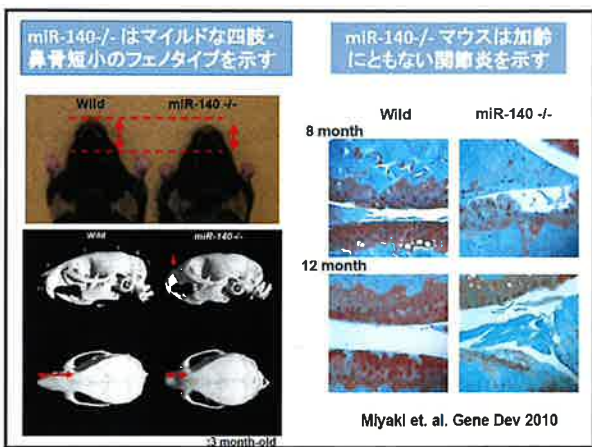 miR-140-/- はマイルドな四肢・
鼻骨短小のフェノタイプを示す
Wild
miR-140 -/-
Wild
miR-140-/-
:3 month-old
miR-140-/- マウスは加齢
にともない関節炎を示す
Wild
miR-140 -/-
8 month
12 month
Miyaki et. al. Gene Dev 2010